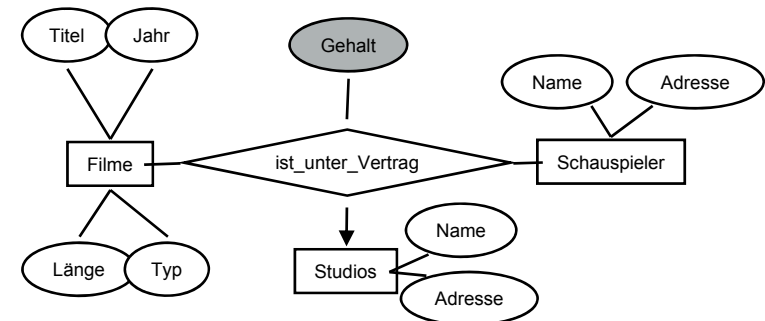 Titel
Jahr
Gehalt
Name
Adresse
Filme
ist_unter_Vertrag
Schauspieler
Länge
Typ
Studios
Name
Adresse